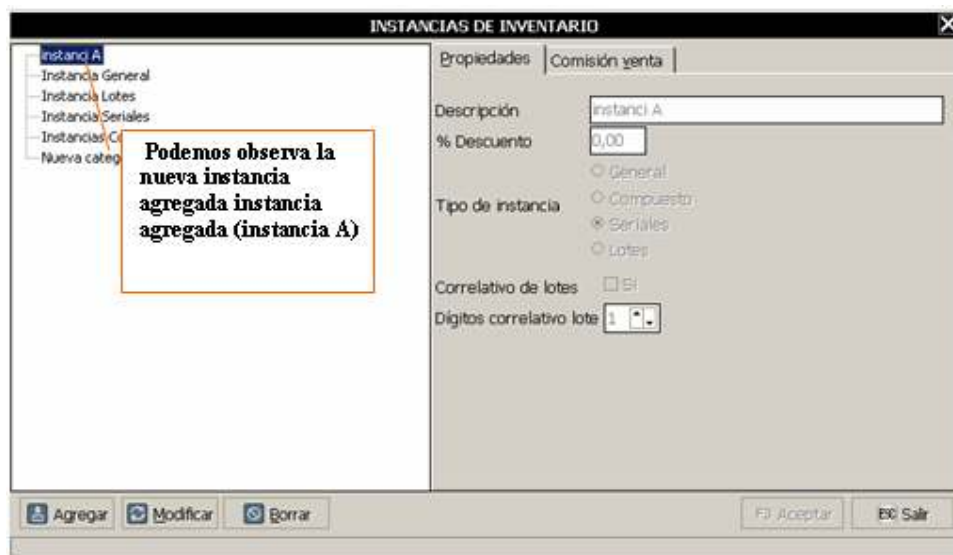 INSTANCIAS DE INVENTARIO
instanci A
Instancia General
Instancia Lotes
Instancia Seriales
Instancias
Nueva
Podemos observa la
nueva instancia
agregada instancia
agregada (instancia A)
Propiedades Comisión venta
Descripción instanci A
% Descuento 0,00
Tipo de instancia
General
Compuesto
Seriales
Lotes
Correlativo de lotes SI
Dígitos correlativo lote 1
Agregar Modificar Borrar F3 Aceptar ESC Salir